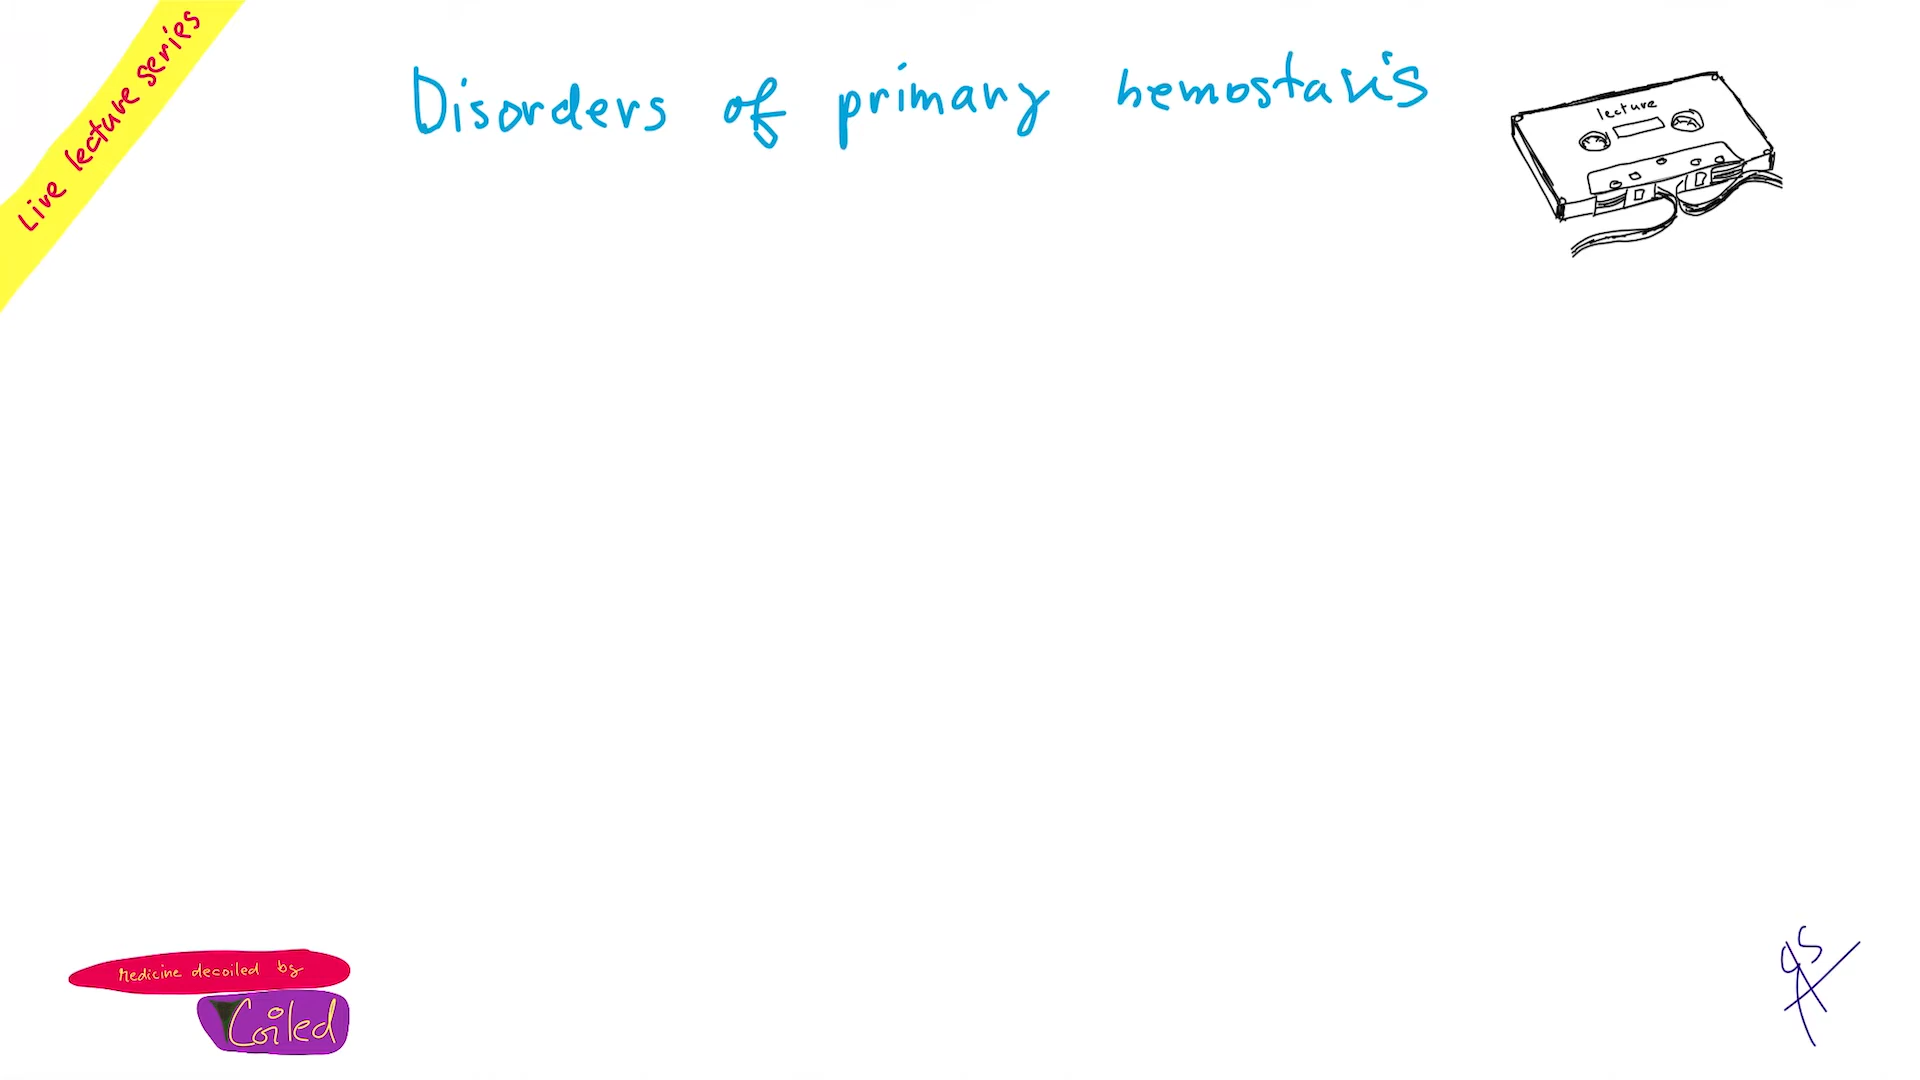 Live lecture series
Disorders of primary hemostasis
lecture
Medicine decoiled by
Coiled